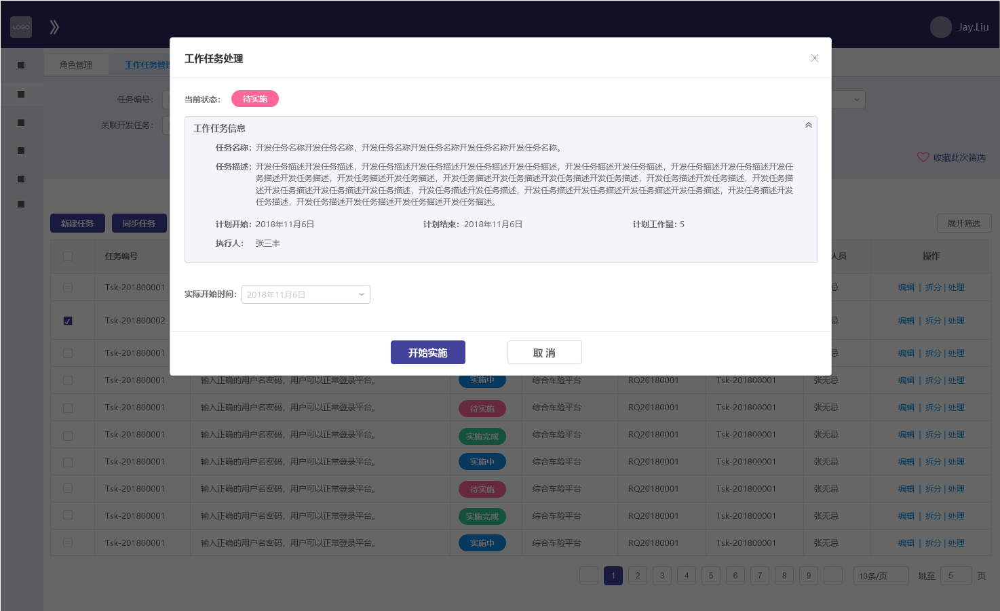 LOGO
Jay.Liu
角色管理
工作任务管理
任务编号：
关联开发任务：
收藏此次筛选
新建任务
同步任务
展开筛选
工作任务处理
当前状态：
待实施
工作任务信息
任务名称：开发任务名称开发任务名称，开发任务名称开发任务名称开发任务名称开发任务名称。
任务描述：开发任务描述开发任务描述，开发任务描述开发任务描述开发任务描述开发任务描述，开发任务描述开发任务描述，开发任务描述开发任务描述开发任
务描述开发任务描述，开发任务描述开发任务描述，开发任务描述开发任务描述开发任务描述开发任务描述，开发任务描述开发任务描述，开发任务描
述开发任务描述开发任务描述开发任务描述，开发任务描述开发任务描述，开发任务描述开发任务描述开发任务描述开发任务描述，开发任务描述开发
任务描述，开发任务描述开发任务描述开发任务描述开发任务描述。
计划开始：2018年11月6日
计划结束：2018年11月6日
计划工作量：5
执行人： 张三丰
实际开始时间：
2018年11月6日
开始实施
取 消
任务编号 人员 操作
Tsk-201800001 忌 编辑 | 拆分 | 处理
Tsk-201800002 忌 编辑 | 拆分 | 处理
Tsk-201800001 忌 编辑 | 拆分 | 处理
Tsk-201800001 输入正确的用户名密码，用户可以正常登录平台。 实施中 综合车险平台 RQ20180001 Tsk-201800001 张无忌 编辑 | 拆分 | 处理
Tsk-201800001 输入正确的用户名密码，用户可以正常登录平台。 待实施 综合车险平台 RQ20180001 Tsk-201800001 张无忌 编辑 | 拆分 | 处理
Tsk-201800001 输入正确的用户名密码，用户可以正常登录平台。 实施完成 综合车险平台 RQ20180001 Tsk-201800001 张无忌 编辑 | 拆分 | 处理
Tsk-201800001 输入正确的用户名密码，用户可以正常登录平台。 实施中 综合车险平台 RQ20180001 Tsk-201800001 张无忌 编辑 | 拆分 | 处理
Tsk-201800001 输入正确的用户名密码，用户可以正常登录平台。 待实施 综合车险平台 RQ20180001 Tsk-201800001 张无忌 编辑 | 拆分 | 处理
Tsk-201800001 输入正确的用户名密码，用户可以正常登录平台。 实施完成 综合车险平台 RQ20180001 Tsk-201800001 张无忌 编辑 | 拆分 | 处理
Tsk-201800001 输入正确的用户名密码，用户可以正常登录平台。 实施中 综合车险平台 RQ20180001 Tsk-201800001 张无忌 编辑 | 拆分 | 处理
1 2 3 4 5 6 7 8 9 10条/页 跳至 5 页